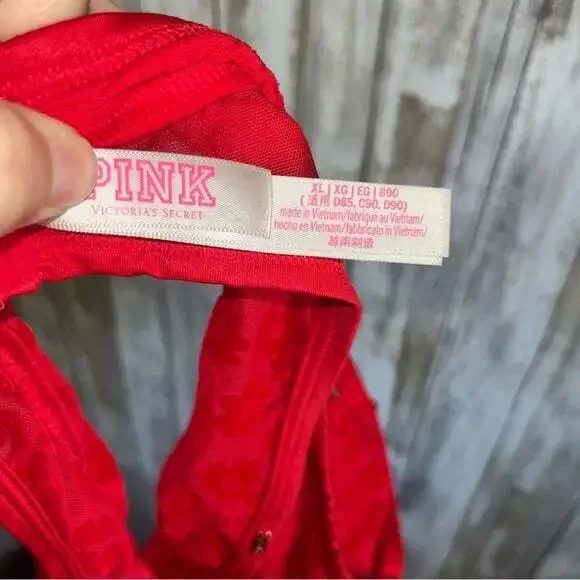 PINK
VICTORIA'S SECRET
XL | XG | EG | B90
(适用 D85, C90, D90)
made in Vietnam/fabriqué au Vietnam/
hecho en Vietnam/fabbricato in Vietnam/
越南制造